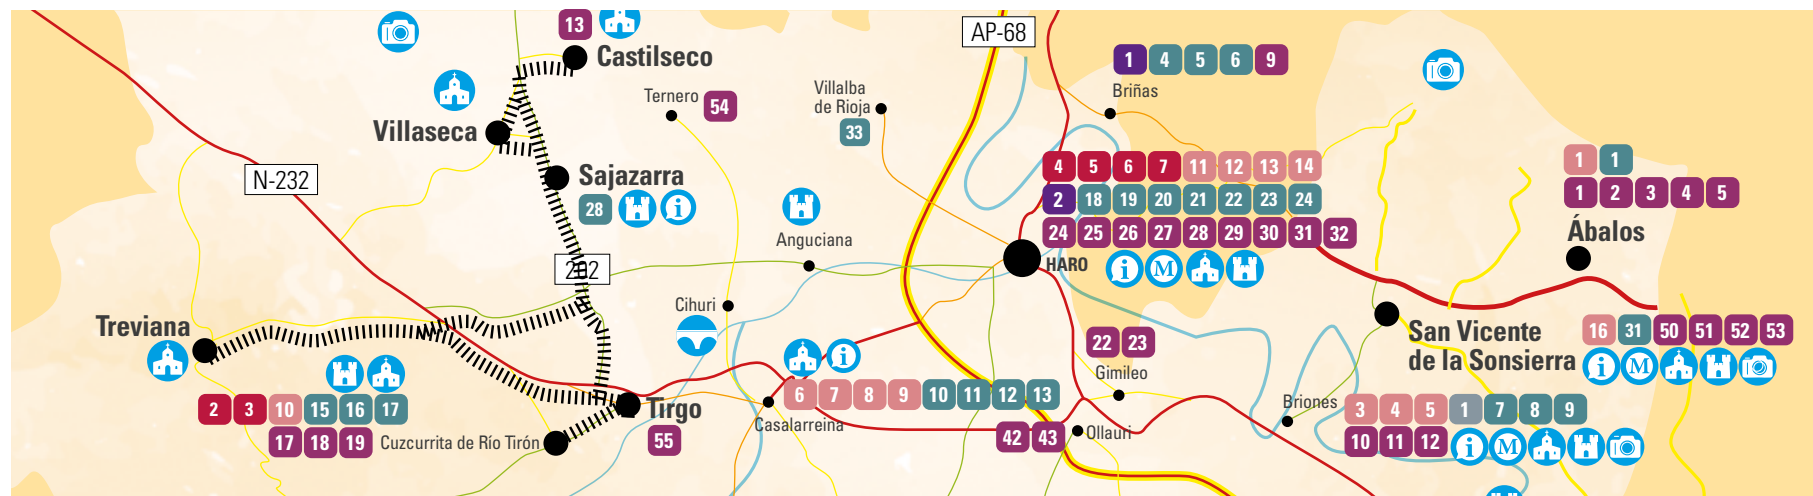 13
Castilseco
AP-68
1 4 5 6 9
Briñas
Ternero 54
Villalba
de Rioja
33
Villaseca
N-232
Sajazarra
28 i
Anguciana
4 5 6 7 11 12 13 14
2 18 19 20 21 22 23 24
24 25 26 27 28 29 30 31 32
HARO
i M
1 1
1 2 3 4 5
Ábalos
202
Cihuri
Treviana
San Vicente
de la Sonsierra
16 31 50 51 52 53
i M
22 23
Gimileo
i
6 7 8 9 10 11 12 13
Casalarreina
2 3 10 15 16 17
17 18 19 Cuzcurrita de Río Tirón
Tirgo
55
42 43 Ollauri
Briones
3 4 5 1 7 8 9
10 11 12 i M